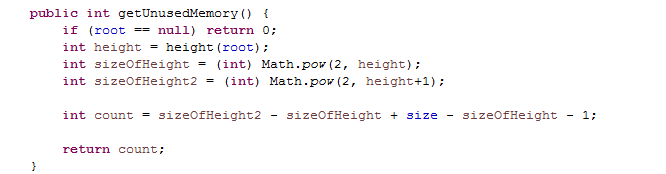 public int getUnusedMemory() {
    if (root == null) return 0;
    int height = height(root);
    int sizeOfHeight = (int) Math.pow(2, height);
    int sizeOfHeight2 = (int) Math.pow(2, height+1);

    int count = sizeOfHeight2 - sizeOfHeight + size - sizeOfHeight - 1;

    return count;
}